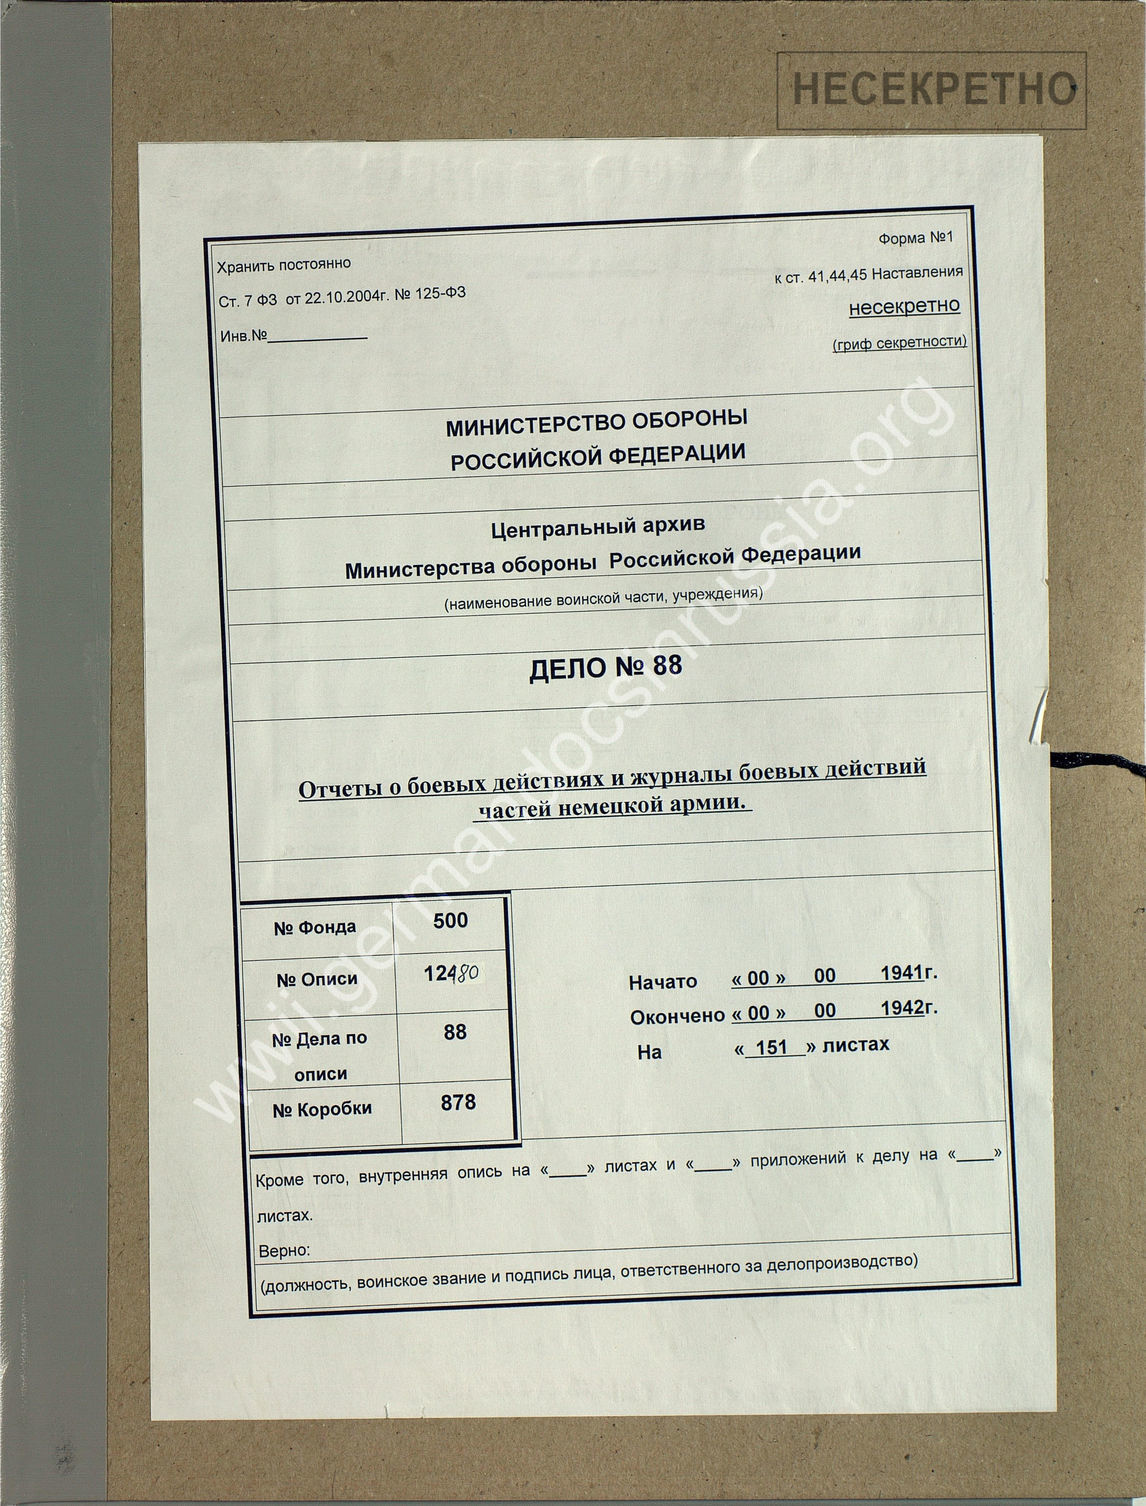 НЕСЕКРЕТНО
Форма №1
Хранить постоянно
к ст. 41,44,45 Наставления
Ст. 7 ФЗ от 22.10.2004г. № 125-ФЗ
несекретно
Инв.№__________
(гриф секретности)
МИНИСТЕРСТВО ОБОРОНЫ
РОССИЙСКОЙ ФЕДЕРАЦИИ
Центральный архив
Министерства обороны Российской Федерации
(наименование воинской части, учреждения)
ДЕЛО № 88
Отчеты о боевых действиях и журналы боевых действий
частей немецкой армии.
№ Фонда 500
№ Описи 12480
№ Дела по 88
описи
№ Коробки 878
Начато « 00 » 00 1941г.
Окончено « 00 » 00 1942г.
На « 151 » листах
Кроме того, внутренняя опись на «____» листах и «____» приложений к делу на «____»
листах.
Верно:
(должность, воинское звание и подпись лица, ответственного за делопроизводство)
www.germandocsinrussia.org